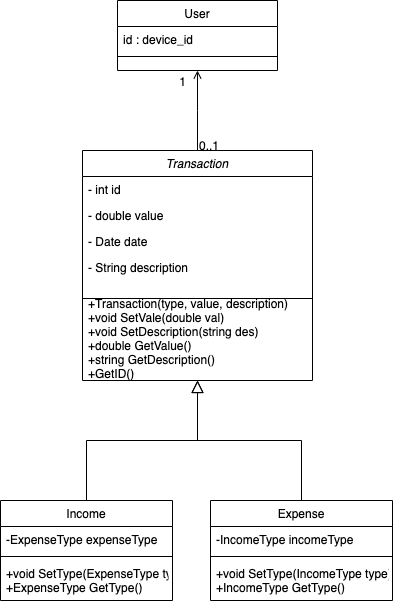 User
id : device_id
1
0..1
Transaction
- int id
- double value
- Date date
- String description
+Transaction(type, value, description)
+void SetVale(double val)
+void SetDescription(string des)
+double GetValue()
+string GetDescription()
+GetID()
Income
-ExpenseType expenseType
+void SetType(ExpenseType ty
+ExpenseType GetType()
Expense
-IncomeType incomeType
+void SetType(IncomeType type
+IncomeType GetType()